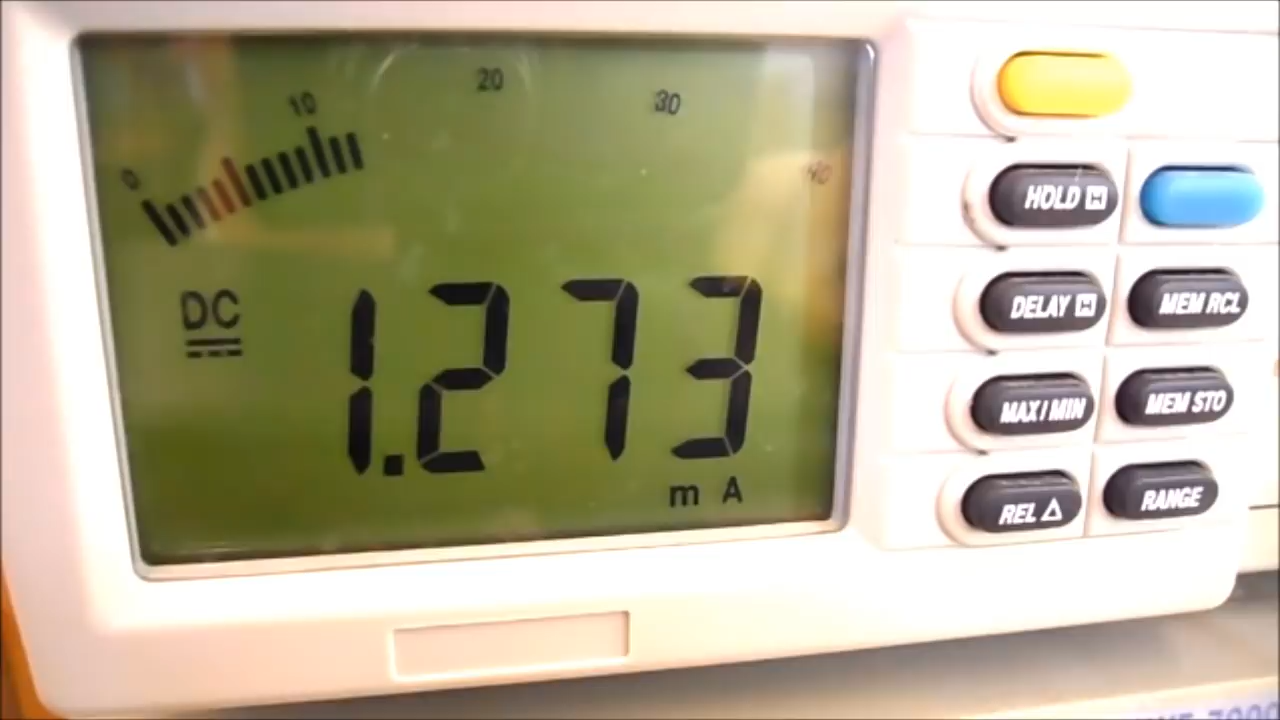 0 10 20 30 40
DC
1.273
m A
HOLD H
DELAY H
MEM RCL
MAX / MIN
MEM STO
REL Δ
RANGE